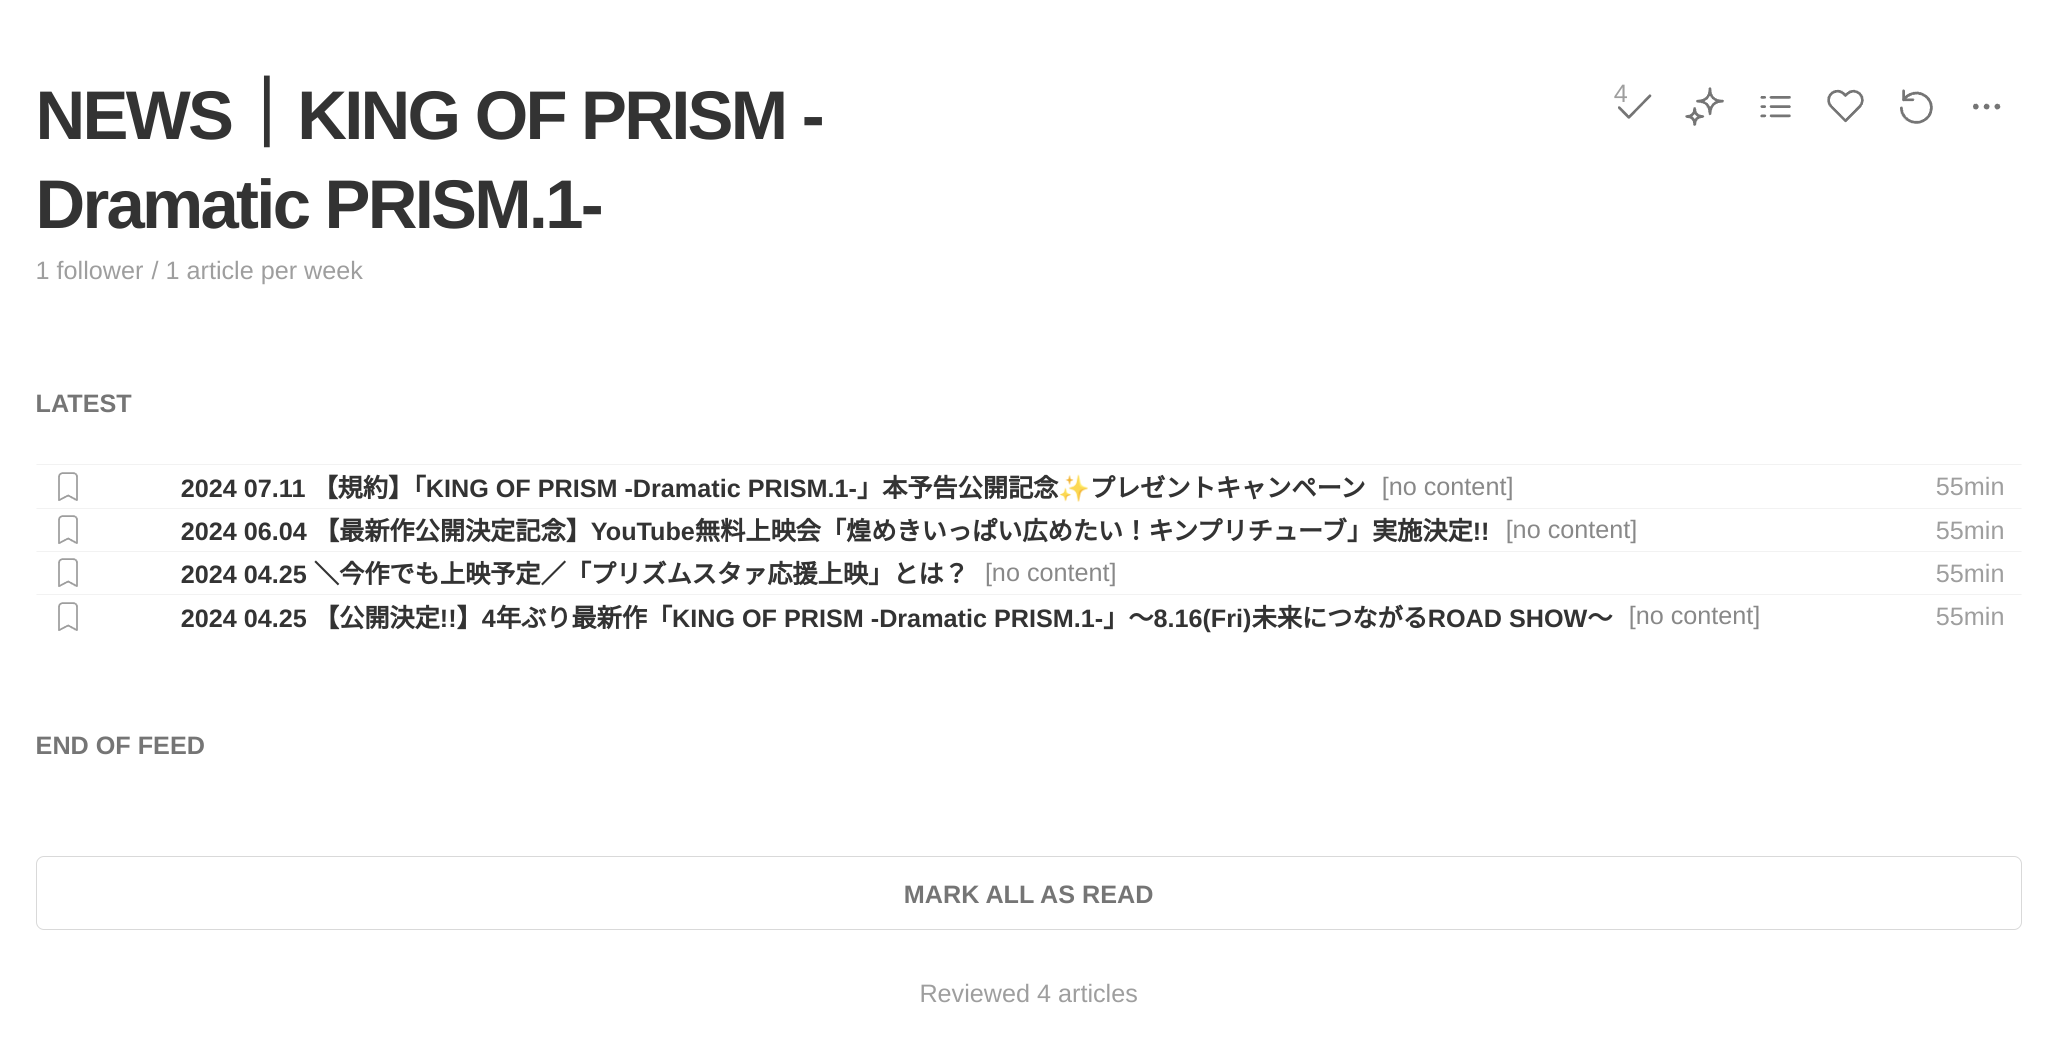 NEWS｜KING OF PRISM -
Dramatic PRISM.1-
4
1 follower / 1 article per week
LATEST
2024 07.11 【規約】「KING OF PRISM -Dramatic PRISM.1-」本予告公開記念✨プレゼントキャンペーン [no content] 55min
2024 06.04 【最新作公開決定記念】YouTube無料上映会「煌めきいっぱい広めたい！キンプリチューブ」実施決定!! [no content] 55min
2024 04.25 ＼今作でも上映予定／「プリズムスタァ応援上映」とは？ [no content] 55min
2024 04.25 【公開決定!!】4年ぶり最新作「KING OF PRISM -Dramatic PRISM.1-」〜8.16(Fri)未来につながるROAD SHOW〜 [no content] 55min
END OF FEED
MARK ALL AS READ
Reviewed 4 articles